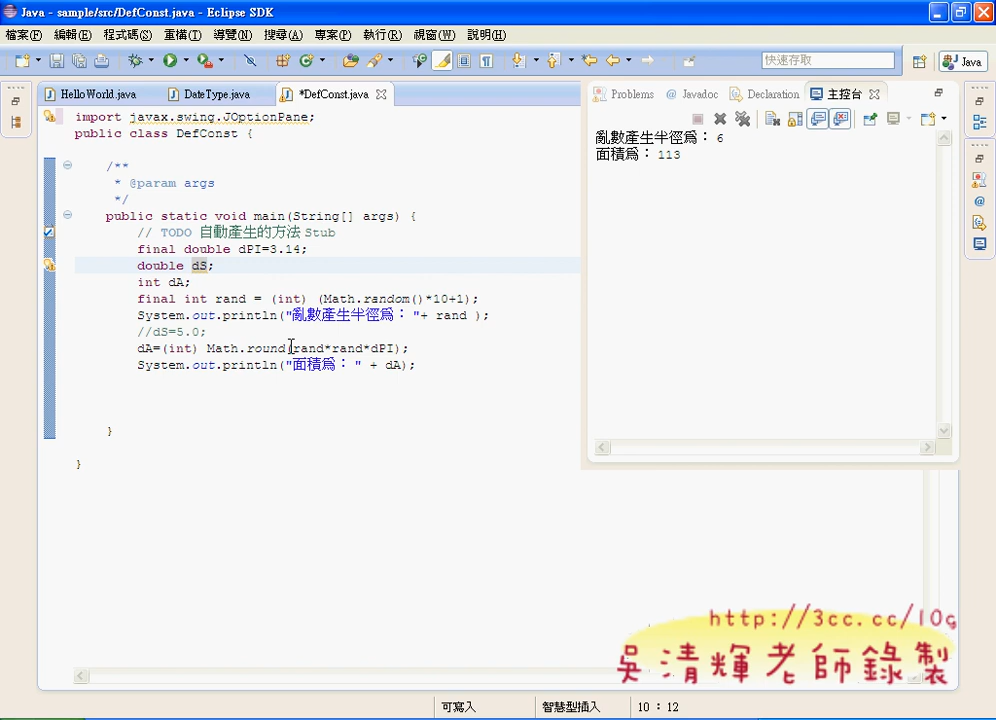 Java - sample/src/DefConst.java - Eclipse SDK
檔案(F) 編輯(E) 程式碼(S) 重構(T) 導覽(N) 搜尋(A) 專案(P) 執行(R) 視窗(W) 說明(H)
快速存取
Java
HelloWorld.java DateType.java *DefConst.java
import javax.swing.JOptionPane;
public class DefConst {
/**
* @param args
*/
public static void main(String[] args) {
// TODO 自動產生的方法 Stub
final double dPI=3.14;
double dS;
int dA;
final int rand = (int) (Math.random()*10+1);
System.out.println("亂數產生半徑為："+ rand );
//dS=5.0;
dA=(int) Math.round(rand*rand*dPI);
System.out.println("面積為：" + dA);
}
}
Problems @ Javadoc Declaration 主控台
亂數產生半徑為：6
面積為：113
http://3cc.cc/10g
吳清輝老師錄製
可寫入 智慧型插入 10 : 12